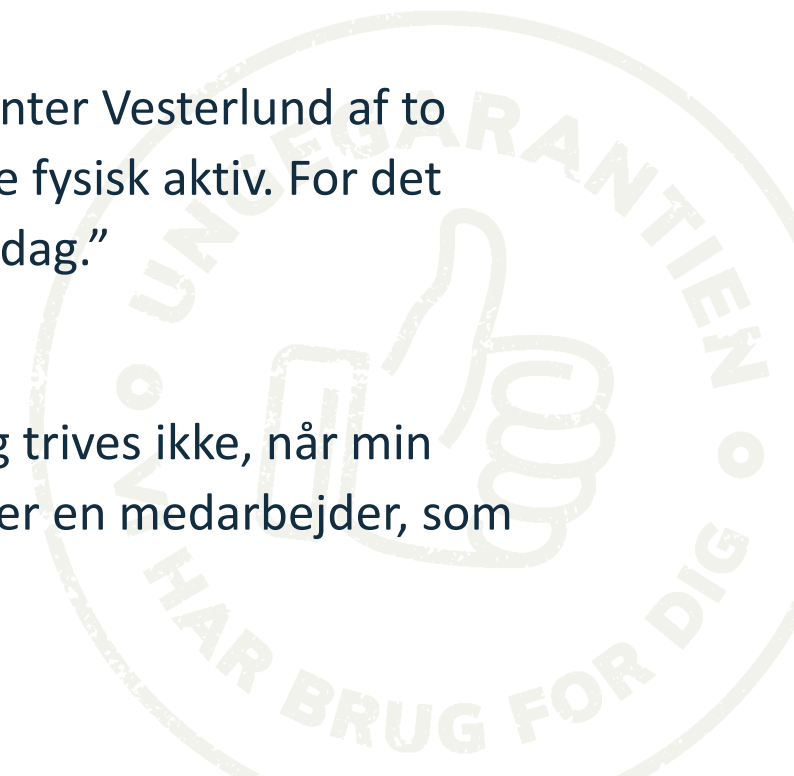 nter Vesterlund af to
e fysisk aktiv. For det
dag.”
g trives ikke, når min
er en medarbejder, som
UNGEGARANTIEN
VI HAR BRUG FOR DIG